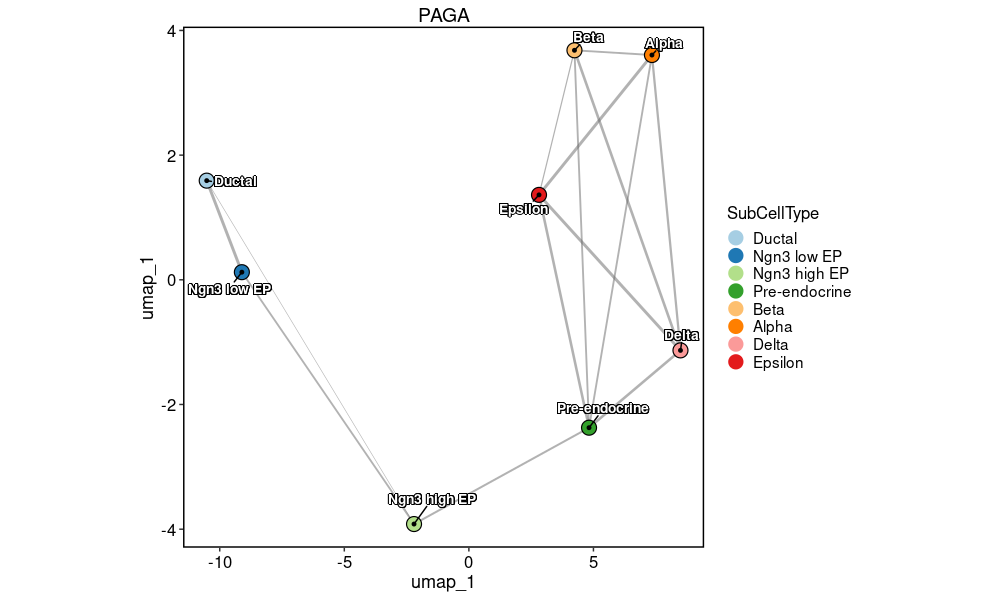 PAGA
4
2
0
-2
-4
umap_1
Beta
Alpha
Ductal
Epsilon
Ngn3 low EP
Delta
Pre-endocrine
Ngn3 high EP
-10
-5
0
5
umap_1
SubCellType
Ductal
Ngn3 low EP
Ngn3 high EP
Pre-endocrine
Beta
Alpha
Delta
Epsilon